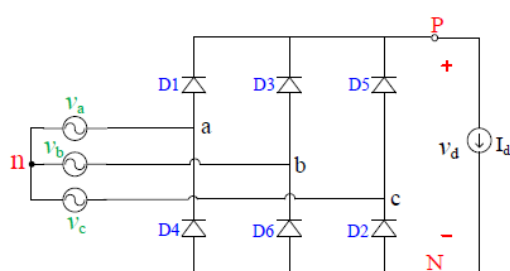 P
D1 D3 D5
+
v_a
a
n v_b b v_d I_d
v_c c
D4 D6 D2 −
N